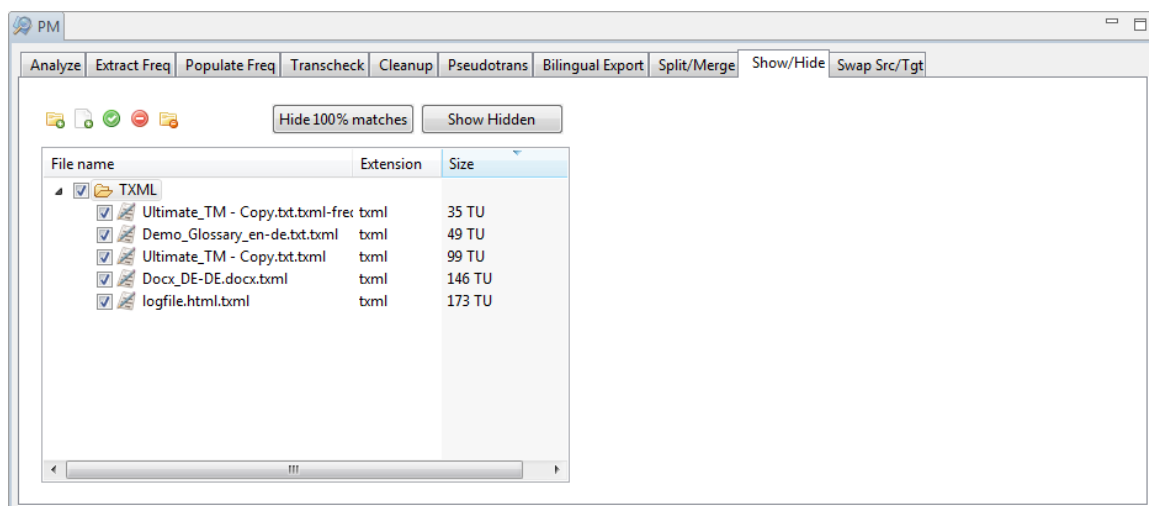 PM
Analyze Extract Freq Populate Freq Transcheck Cleanup Pseudotrans Bilingual Export Split/Merge Show/Hide Swap Src/Tgt
Hide 100% matches Show Hidden
File name Extension Size
TXML
Ultimate_TM - Copy.txt.txml-freq txml 35 TU
Demo_Glossary_en-de.txt.txml txml 49 TU
Ultimate_TM - Copy.txt.txml txml 99 TU
Docx_DE-DE.docx.txml txml 146 TU
logfile.html.txml txml 173 TU